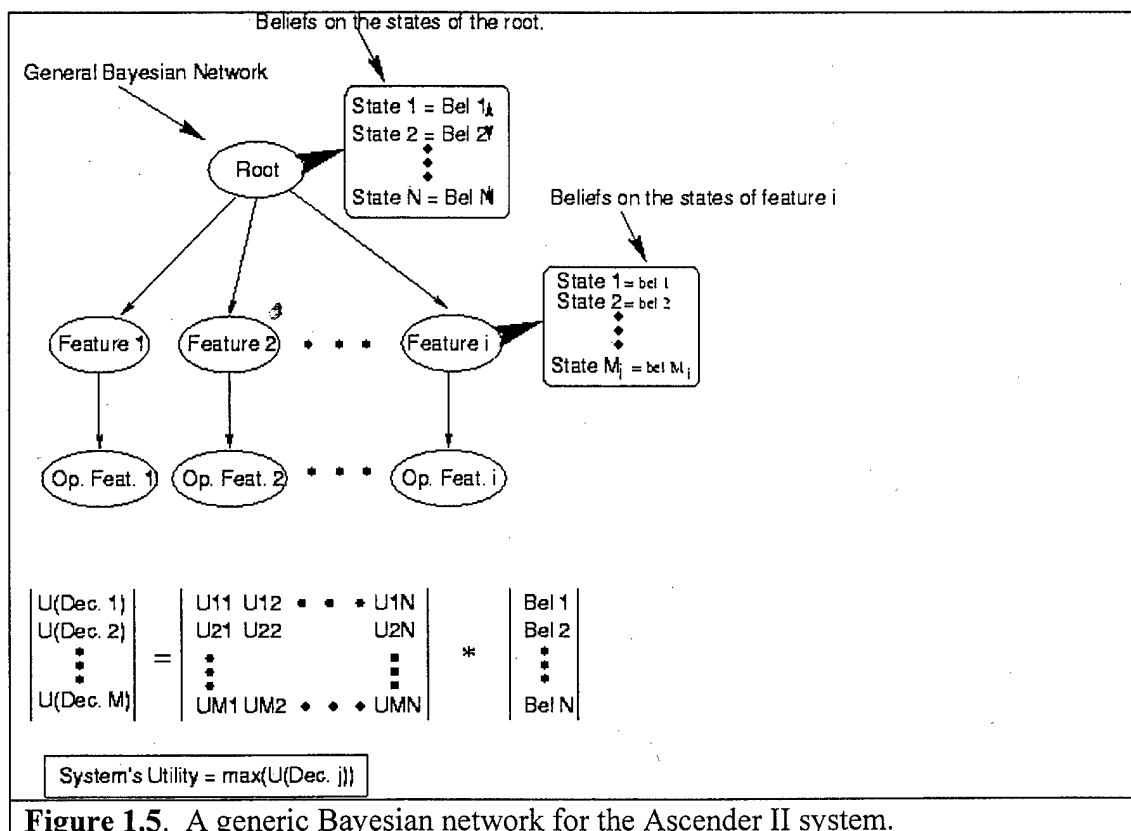 Beliefs on the states of the root.
General Bayesian Network
State 1 = Bel 1
State 2 = Bel 2
State N = Bel N
Root
Beliefs on the states of feature i
State 1 = bel 1
State 2 = bel 2
State Mi = bel Mi
Feature 1 Feature 2 Feature i
Op. Feat. 1 Op. Feat. 2 Op. Feat. i
U(Dec. 1) U11 U12 U1N Bel 1
U(Dec. 2) U21 U22 U2N Bel 2
= *
U(Dec. M) UM1 UM2 UMN Bel N
System's Utility = max(U(Dec. j))
Figure 1.5. A generic Bayesian network for the Ascender II system.